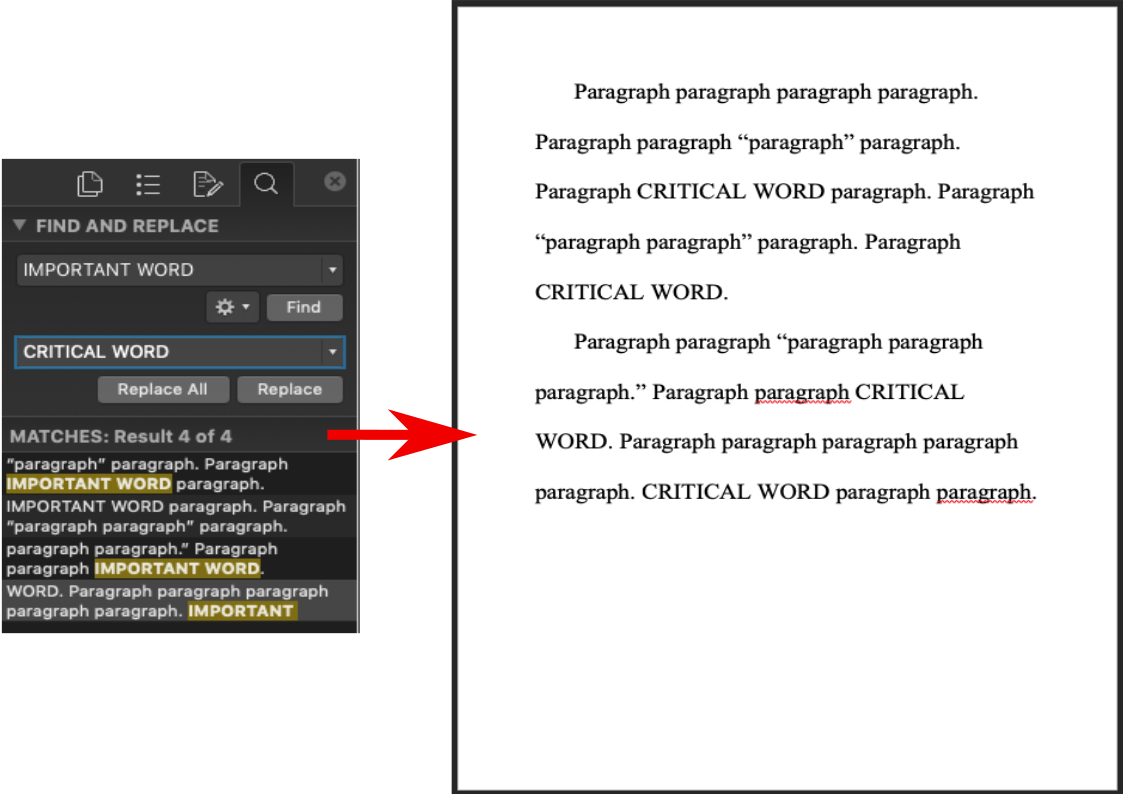 FIND AND REPLACE
IMPORTANT WORD
Find
CRITICAL WORD
Replace All
Replace
MATCHES: Result 4 of 4
“paragraph” paragraph. Paragraph
IMPORTANT WORD paragraph.
IMPORTANT WORD paragraph. Paragraph
“paragraph paragraph” paragraph.
paragraph paragraph.” Paragraph
paragraph IMPORTANT WORD.
WORD. Paragraph paragraph paragraph
paragraph paragraph. IMPORTANT
Paragraph paragraph paragraph paragraph.
Paragraph paragraph “paragraph” paragraph.
Paragraph CRITICAL WORD paragraph. Paragraph
“paragraph paragraph” paragraph. Paragraph
CRITICAL WORD.
Paragraph paragraph “paragraph paragraph
paragraph.” Paragraph paragraph CRITICAL
WORD. Paragraph paragraph paragraph paragraph
paragraph. CRITICAL WORD paragraph paragraph.